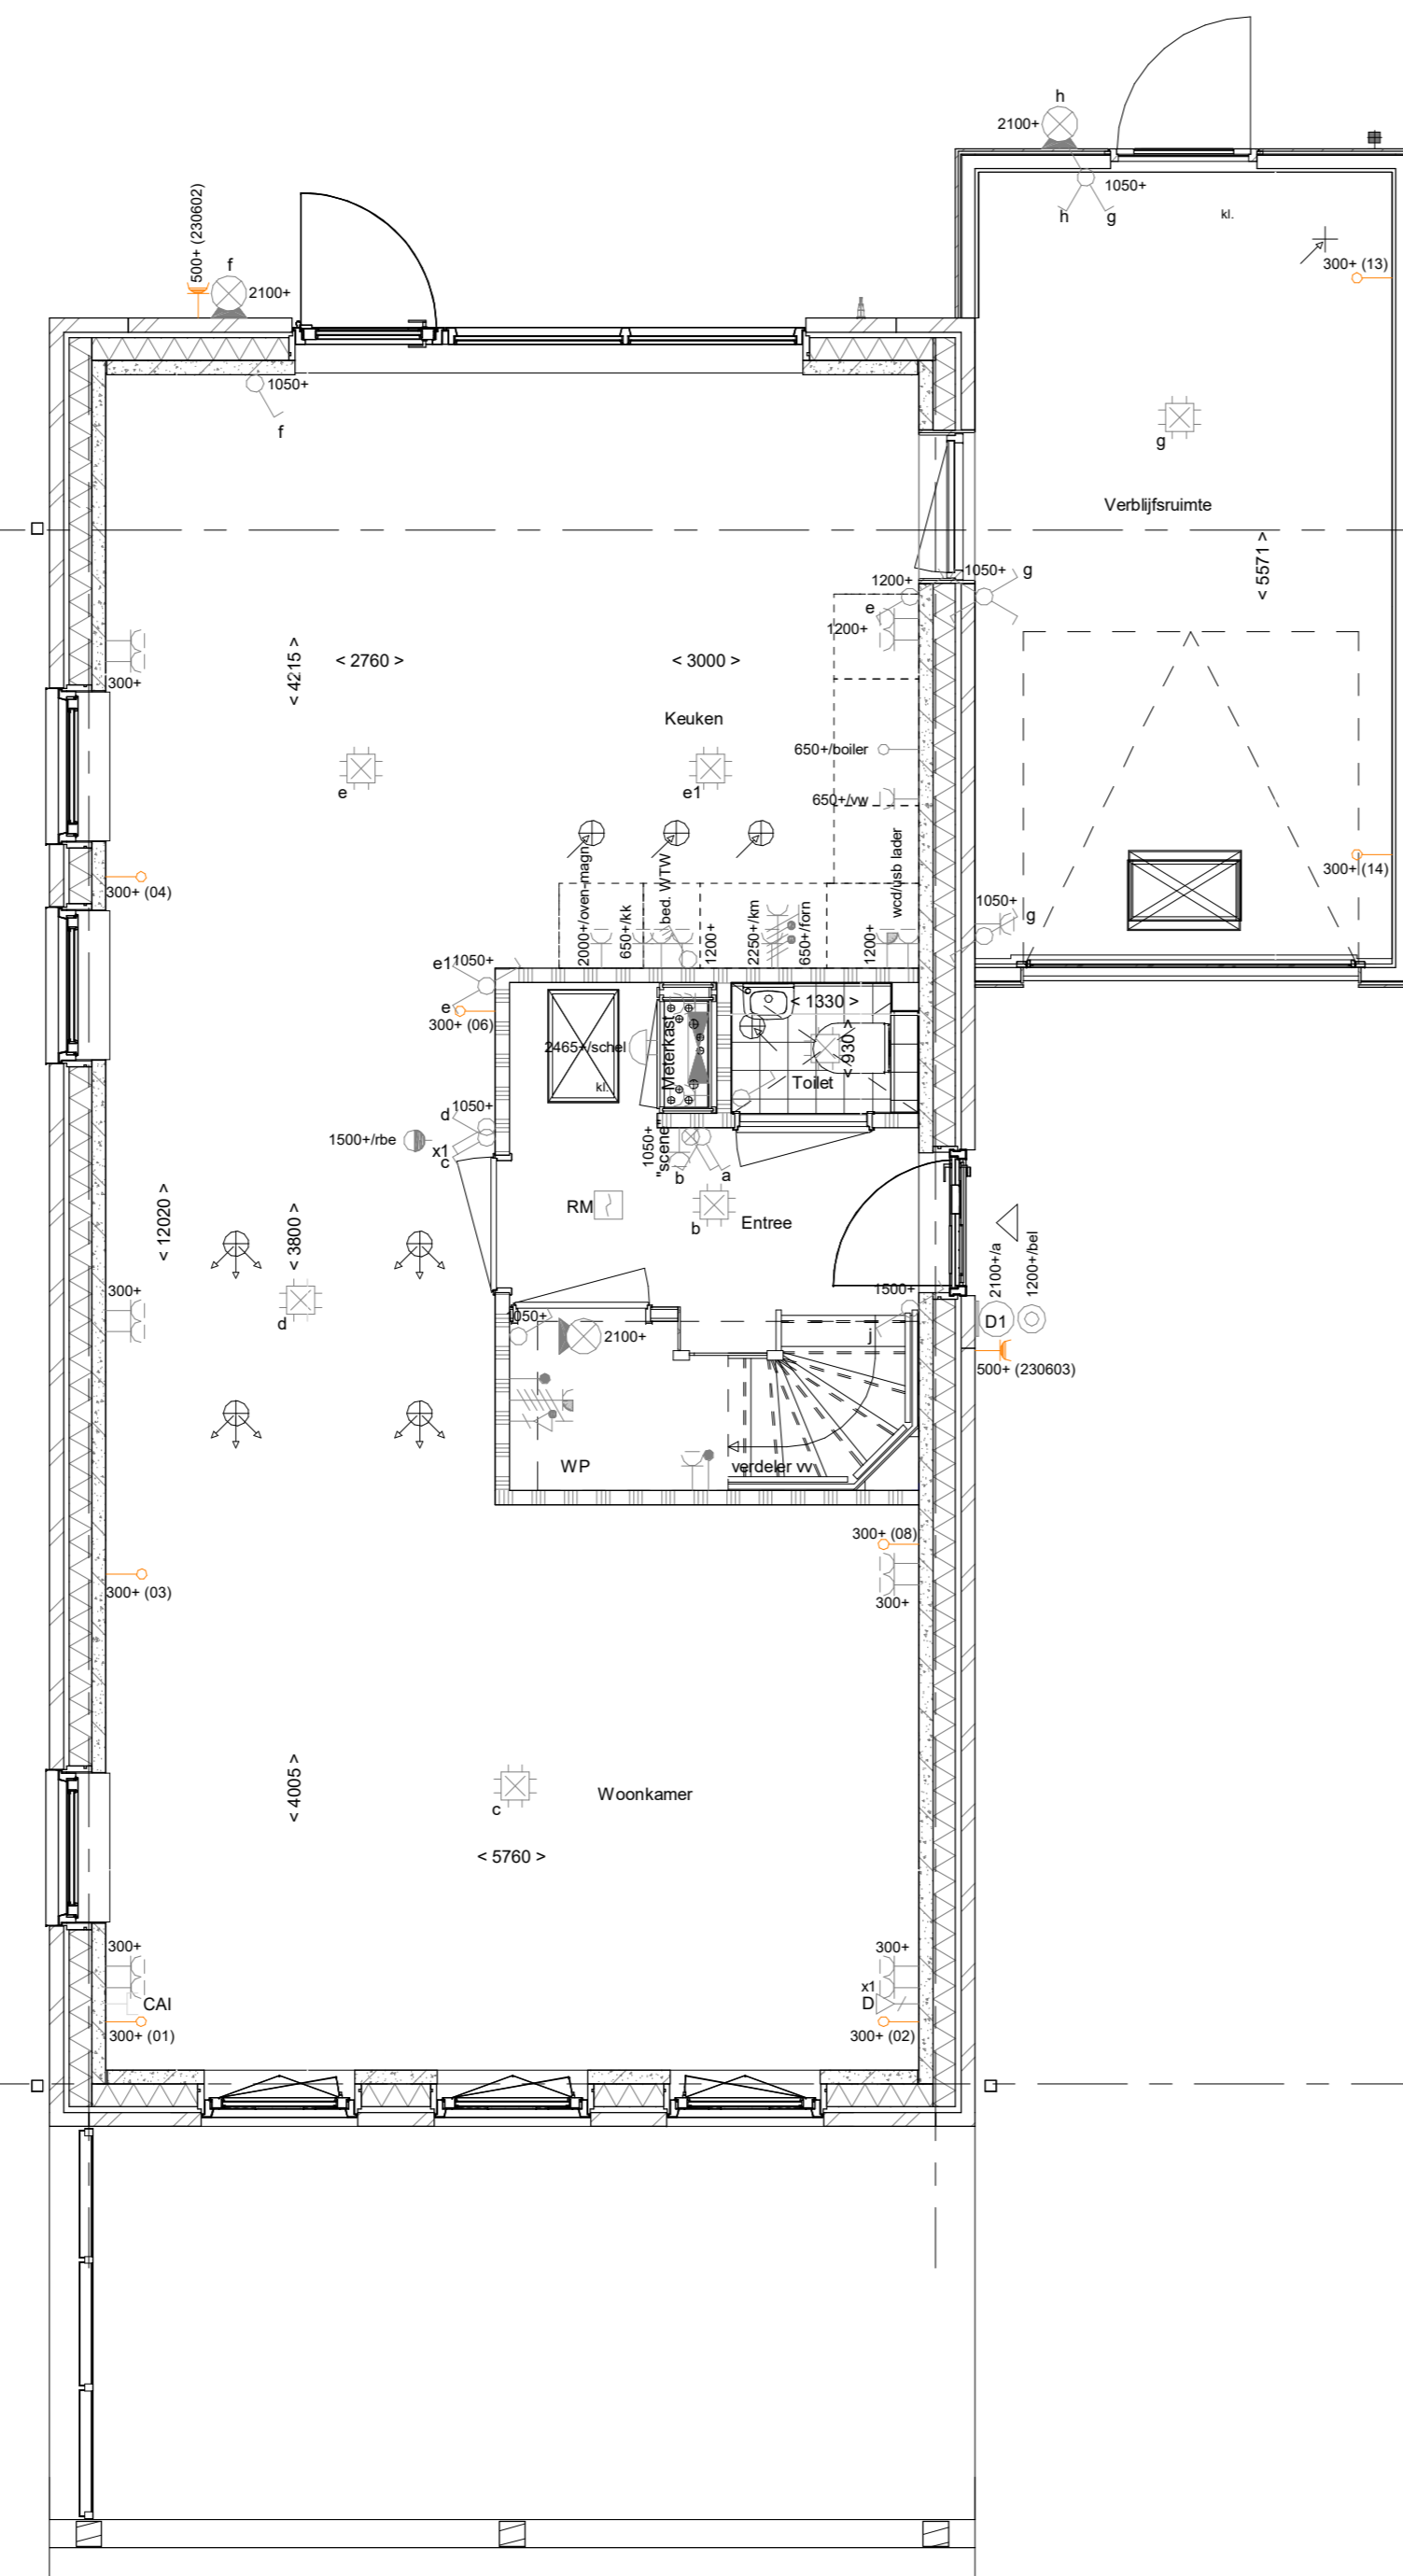 h
2100+
1050+
h
g
kl.
300+ (13)
500+ (230602)
f
2100+
1050+
f
g
Verblijfsruimte
< 5571 >
1050+
g
1200+
e
1200+
300+
< 4215 >
< 2760 >
< 3000 >
Keuken
650+/boiler
e
e1
650+/vw
300+ (04)
2000+/oven-magn
650+/kk
bed. WTW
1200+
2250+/km
650+/forn
1200+
wcd/usb lader
300+ (14)
1050+
g
e1
1050+
e
300+ (06)
2465+/schel
kl.
Meterkast
< 1330 >
< 930 >
Toilet
d
1050+
1500+/rbe
x1
c
1050+
"scene"
b
a
RM
b
Entree
< 12020 >
< 3800 >
300+
d
1050+
2100+
1500+
j
2100+/a
1200+/bel
D1
500+ (230603)
WP
verdeler vv
300+ (08)
300+
300+ (03)
< 4005 >
c
Woonkamer
< 5760 >
300+
CAI
300+ (01)
300+
x1
D
300+ (02)